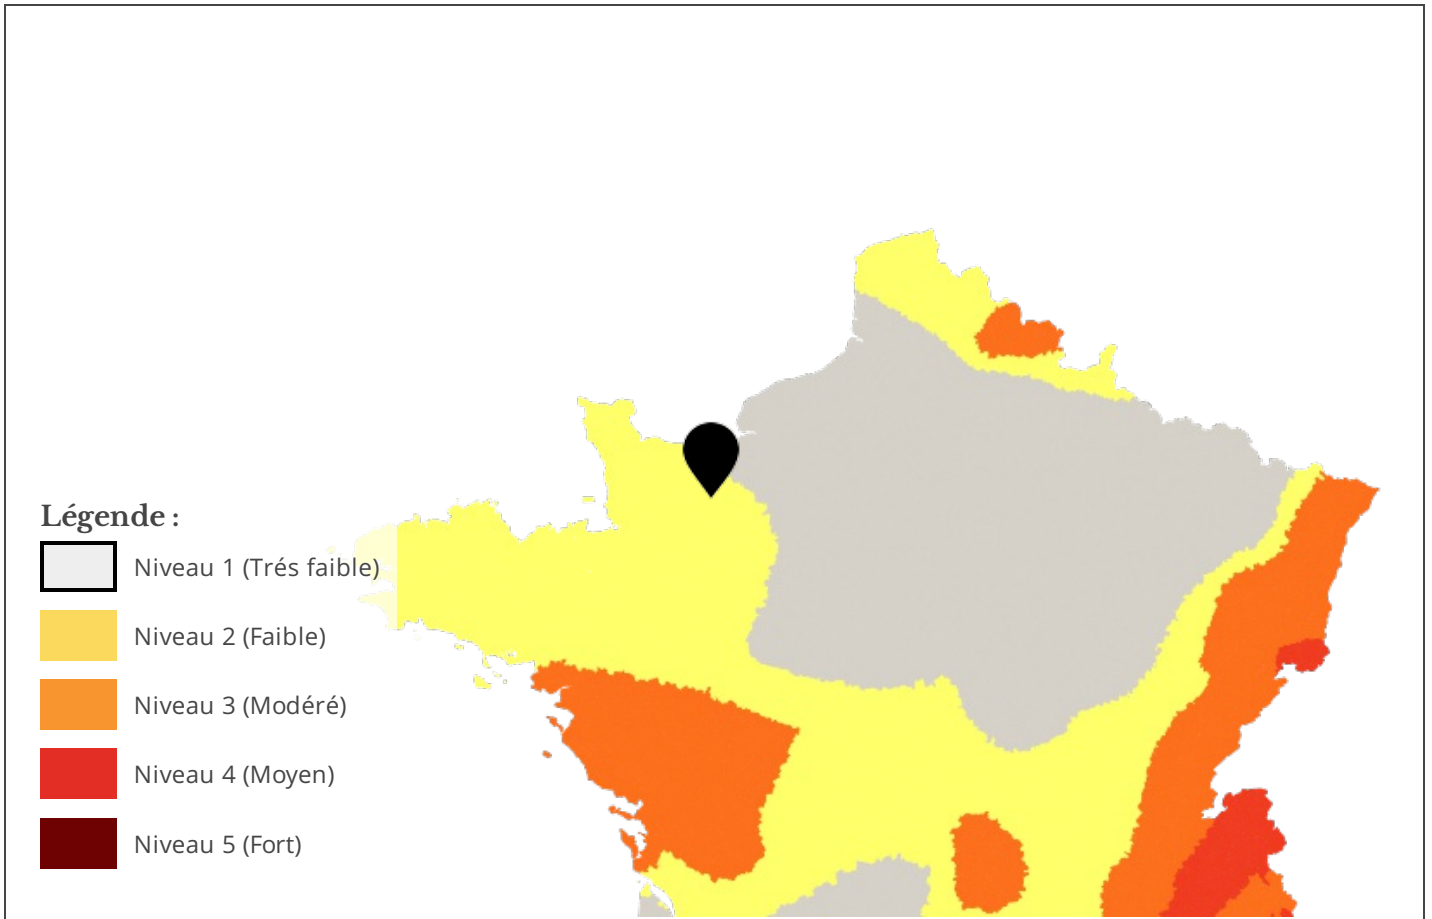 Légende :
Niveau 1 (Trés faible)
Niveau 2 (Faible)
Niveau 3 (Modéré)
Niveau 4 (Moyen)
Niveau 5 (Fort)